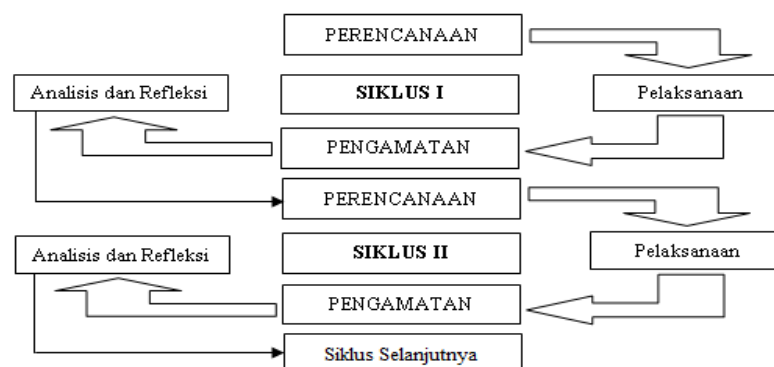 PERENCANAAN
Analisis dan Refleksi
SIKLUS I
Pelaksanaan
PENGAMATAN
PERENCANAAN
Analisis dan Refleksi
SIKLUS II
Pelaksanaan
PENGAMATAN
Siklus Selanjutnya